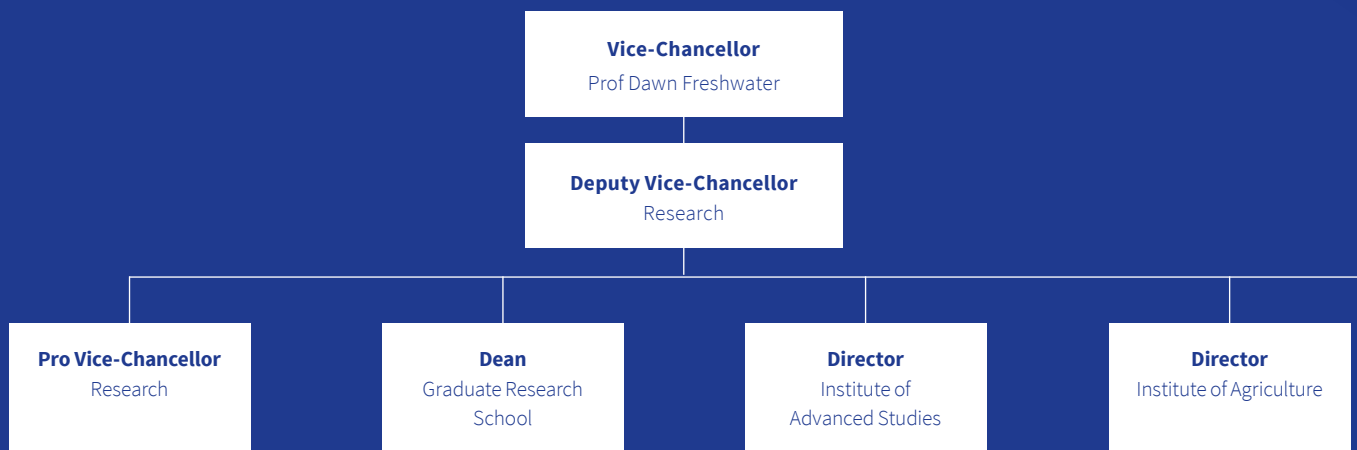 Vice-Chancellor
Prof Dawn Freshwater
Deputy Vice-Chancellor
Research
Pro Vice-Chancellor
Research
Dean
Graduate Research
School
Director
Institute of
Advanced Studies
Director
Institute of Agriculture